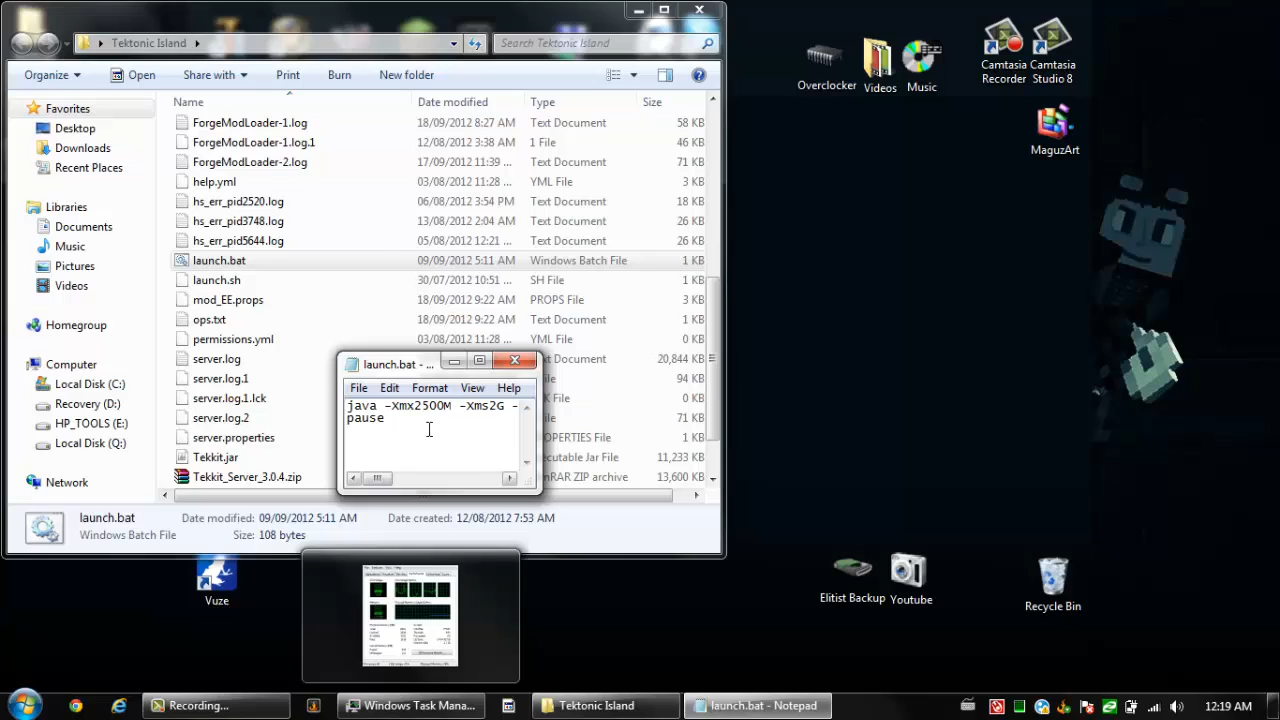 Tektonic Island
Search Tektonic Island
Organize
Open
Share with
Print
Burn
New folder
Favorites
Desktop
Downloads
Recent Places
Libraries
Documents
Music
Pictures
Videos
Homegroup
Computer
Local Disk (C:)
Recovery (D:)
HP_TOOLS (E:)
Local Disk (Q:)
Network
Name Date modified Type Size
ForgeModLoader-1.log 18/09/2012 8:27 AM Text Document 58 KB
ForgeModLoader-1.log.1 12/08/2012 3:38 AM 1 File 46 KB
ForgeModLoader-2.log 17/09/2012 11:39 ... Text Document 71 KB
help.yml 03/08/2012 11:28 ... YML File 3 KB
hs_err_pid2520.log 06/08/2012 3:54 PM Text Document 18 KB
hs_err_pid3748.log 13/08/2012 2:04 AM Text Document 26 KB
hs_err_pid5644.log 05/08/2012 12:21 ... Text Document 26 KB
launch.bat 09/09/2012 5:11 AM Windows Batch File 1 KB
launch.sh 30/07/2012 10:51 ... SH File 1 KB
mod_EE.props 18/09/2012 9:22 AM PROPS File 3 KB
ops.txt 18/09/2012 9:22 AM Text Document 1 KB
permissions.yml 03/08/2012 11:28 ... YML File 0 KB
server.log Text Document 20,844 KB
server.log.1 File 94 KB
server.log.1.lck K File 0 KB
server.log.2 File 71 KB
server.properties OPERTIES File 1 KB
Tekkit.jar ecutable Jar File 11,233 KB
Tekkit_Server_3.0.4.zip nRAR ZIP archive 13,600 KB
launch.bat - ...
File Edit Format View Help
java -Xmx2500M -Xms2G -
pause
launch.bat Date modified: 09/09/2012 5:11 AM Date created: 12/08/2012 7:53 AM
Windows Batch File Size: 108 bytes
Overclocker
Videos
Music
Camtasia Recorder
Camtasia Studio 8
MaguzArt
Vuze
Elitist Backup
Youtube
Recycle Bin
Recording...
Windows Task Mana...
Tektonic Island
launch.bat - Notepad
12:19 AM